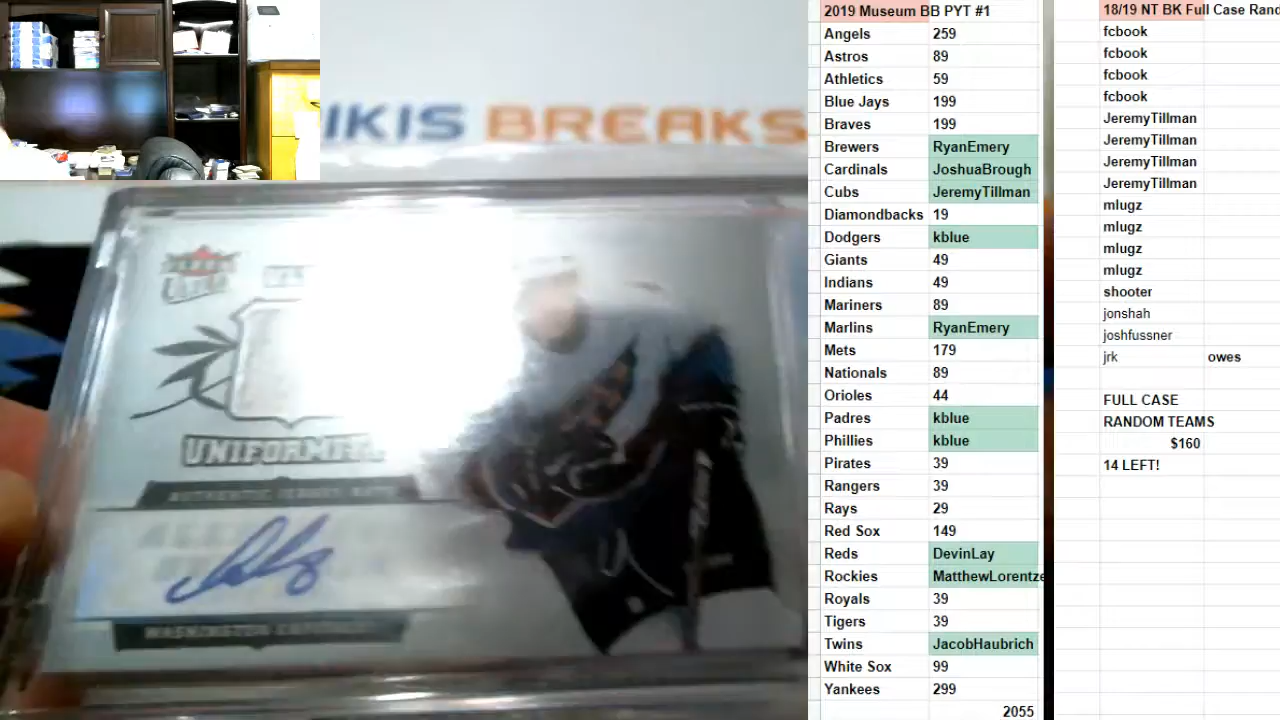 IKIS BREAKS
UNIFORMITY
AUTHENTIC
WASHINGTON CAPITALS
2019 Museum BB PYT #1
Angels 259
Astros 89
Athletics 59
Blue Jays 199
Braves 199
Brewers RyanEmery
Cardinals JoshuaBrough
Cubs JeremyTillman
Diamondbacks 19
Dodgers kblue
Giants 49
Indians 49
Mariners 89
Marlins RyanEmery
Mets 179
Nationals 89
Orioles 44
Padres kblue
Phillies kblue
Pirates 39
Rangers 39
Rays 29
Red Sox 149
Reds DevinLay
Rockies MatthewLorentze
Royals 39
Tigers 39
Twins JacobHaubrich
White Sox 99
Yankees 299
2055
18/19 NT BK Full Case Rand
fcbook
fcbook
fcbook
fcbook
JeremyTillman
JeremyTillman
JeremyTillman
JeremyTillman
mlugz
mlugz
mlugz
mlugz
shooter
jonshah
joshfussner
jrk owes
FULL CASE
RANDOM TEAMS
$160
14 LEFT!